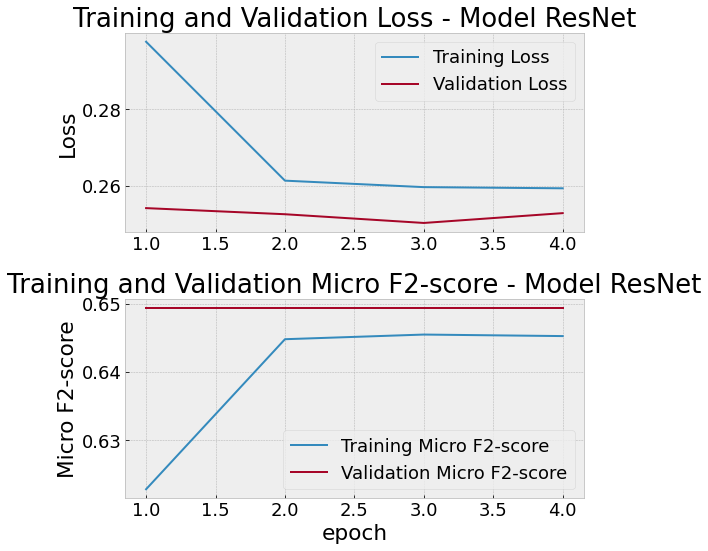 Training and Validation Loss - Model ResNet
Training Loss
Validation Loss
Loss
0.28
0.26
1.0 1.5 2.0 2.5 3.0 3.5 4.0
Training and Validation Micro F2-score - Model ResNet
0.65
0.64
0.63
Micro F2-score
Training Micro F2-score
Validation Micro F2-score
1.0 1.5 2.0 2.5 3.0 3.5 4.0
epoch